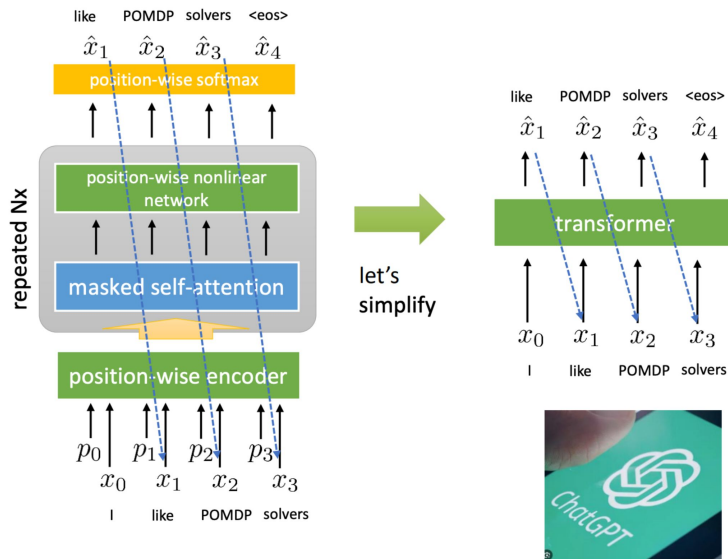 like POMDP solvers <eos>
x̂₁ x̂₂ x̂₃ x̂₄
position-wise softmax
repeated Nx
position-wise nonlinear
network
masked self-attention
position-wise encoder
p₀ p₁ p₂ p₃
x₀ x₁ x₂ x₃
I like POMDP solvers
let's
simplify
like POMDP solvers <eos>
x̂₁ x̂₂ x̂₃ x̂₄
transformer
x₀ x₁ x₂ x₃
I like POMDP solvers
ChatGPT